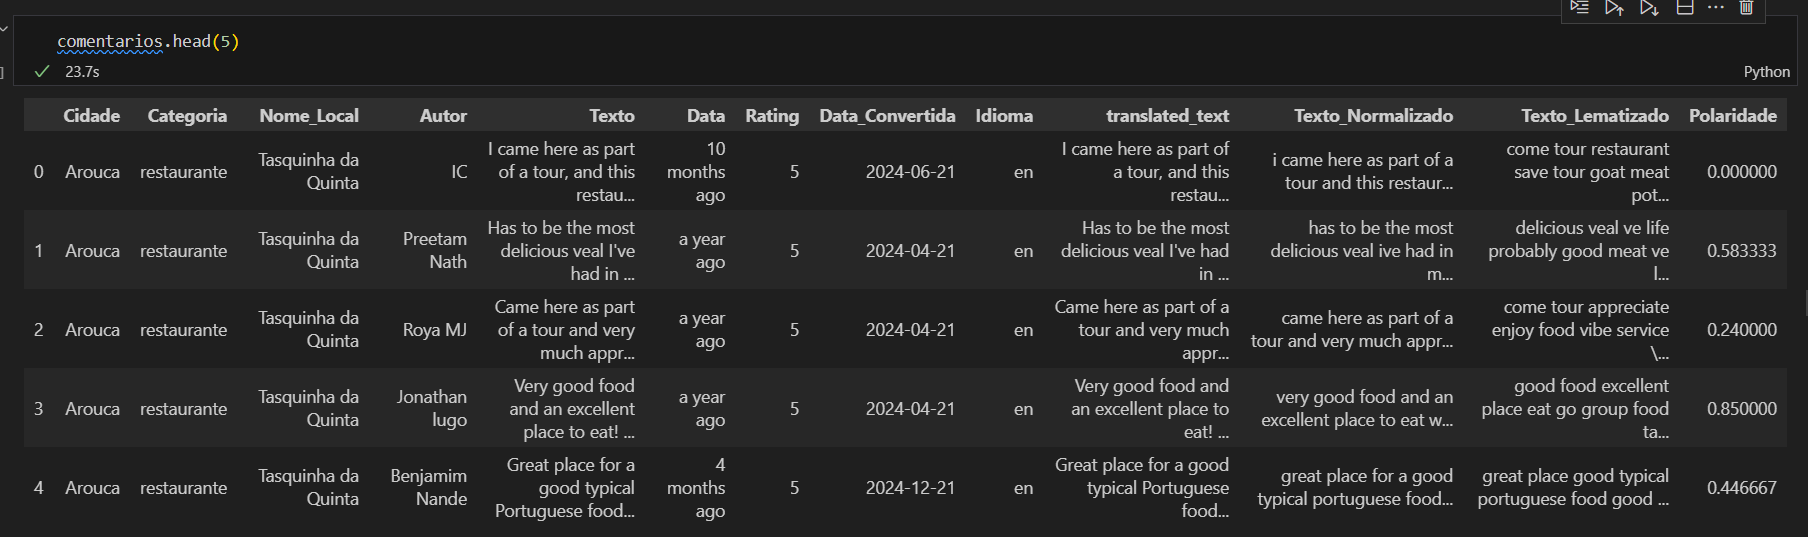 comentarios.head(5)
23.7s
Python
Cidade Categoria Nome_Local Autor Texto Data Rating Data_Convertida Idioma translated_text Texto_Normalizado Texto_Lematizado Polaridade
0 Arouca restaurante Tasquinha da Quinta IC I came here as part of a tour, and this restau... 10 months ago 5 2024-06-21 en I came here as part of a tour, and this restau... i came here as part of a tour and this restaur... come tour restaurant save tour goat meat pot... 0.000000
1 Arouca restaurante Tasquinha da Quinta Preetam Nath Has to be the most delicious veal I've had in ... a year ago 5 2024-04-21 en Has to be the most delicious veal I've had in ... has to be the most delicious veal ive had in m... delicious veal ve life probably good meat ve l... 0.583333
2 Arouca restaurante Tasquinha da Quinta Roya MJ Came here as part of a tour and very much appr... a year ago 5 2024-04-21 en Came here as part of a tour and very much appr... came here as part of a tour and very much appr... come tour appreciate enjoy food vibe service \... 0.240000
3 Arouca restaurante Tasquinha da Quinta Jonathan lugo Very good food and an excellent place to eat! ... a year ago 5 2024-04-21 en Very good food and an excellent place to eat! ... very good food and an excellent place to eat w... good food excellent place eat go group food ta... 0.850000
4 Arouca restaurante Tasquinha da Quinta Benjamim Nande Great place for a good typical Portuguese food... 4 months ago 5 2024-12-21 en Great place for a good typical Portuguese food... great place for a good typical portuguese food... great place good typical portuguese food good ... 0.446667